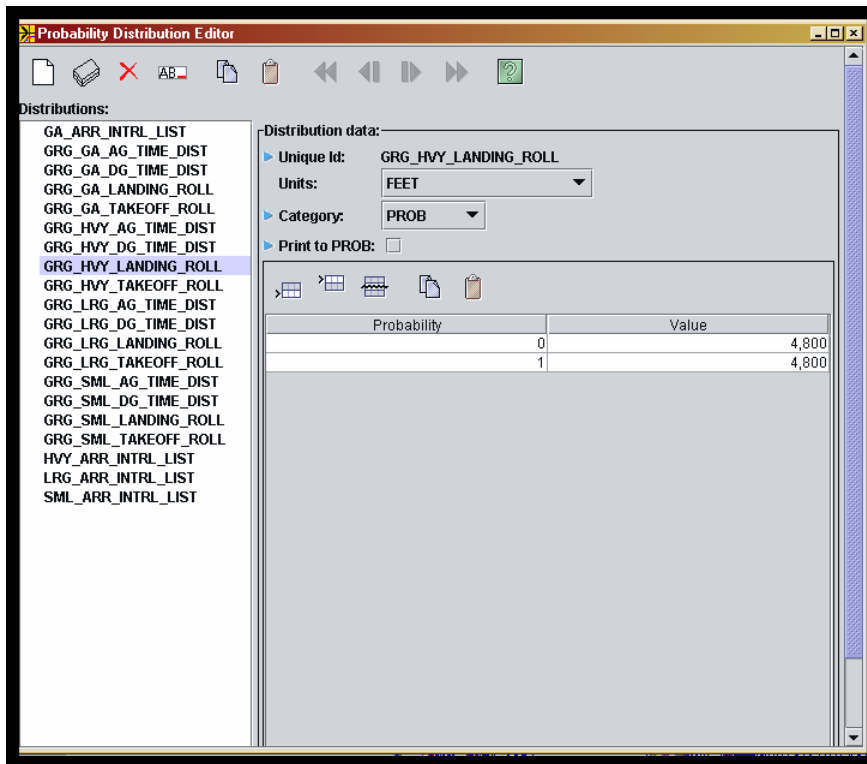 Probability Distribution Editor
AB
Distributions:
GA_ARR_INTRL_LIST
GRG_GA_AG_TIME_DIST
GRG_GA_DG_TIME_DIST
GRG_GA_LANDING_ROLL
GRG_GA_TAKEOFF_ROLL
GRG_HVY_AG_TIME_DIST
GRG_HVY_DG_TIME_DIST
GRG_HVY_LANDING_ROLL
GRG_HVY_TAKEOFF_ROLL
GRG_LRG_AG_TIME_DIST
GRG_LRG_DG_TIME_DIST
GRG_LRG_LANDING_ROLL
GRG_LRG_TAKEOFF_ROLL
GRG_SML_AG_TIME_DIST
GRG_SML_DG_TIME_DIST
GRG_SML_LANDING_ROLL
GRG_SML_TAKEOFF_ROLL
HVY_ARR_INTRL_LIST
LRG_ARR_INTRL_LIST
SML_ARR_INTRL_LIST
Distribution data:
Unique Id: GRG_HVY_LANDING_ROLL
Units: FEET
Category: PROB
Print to PROB:
Probability Value
0 4,800
1 4,800